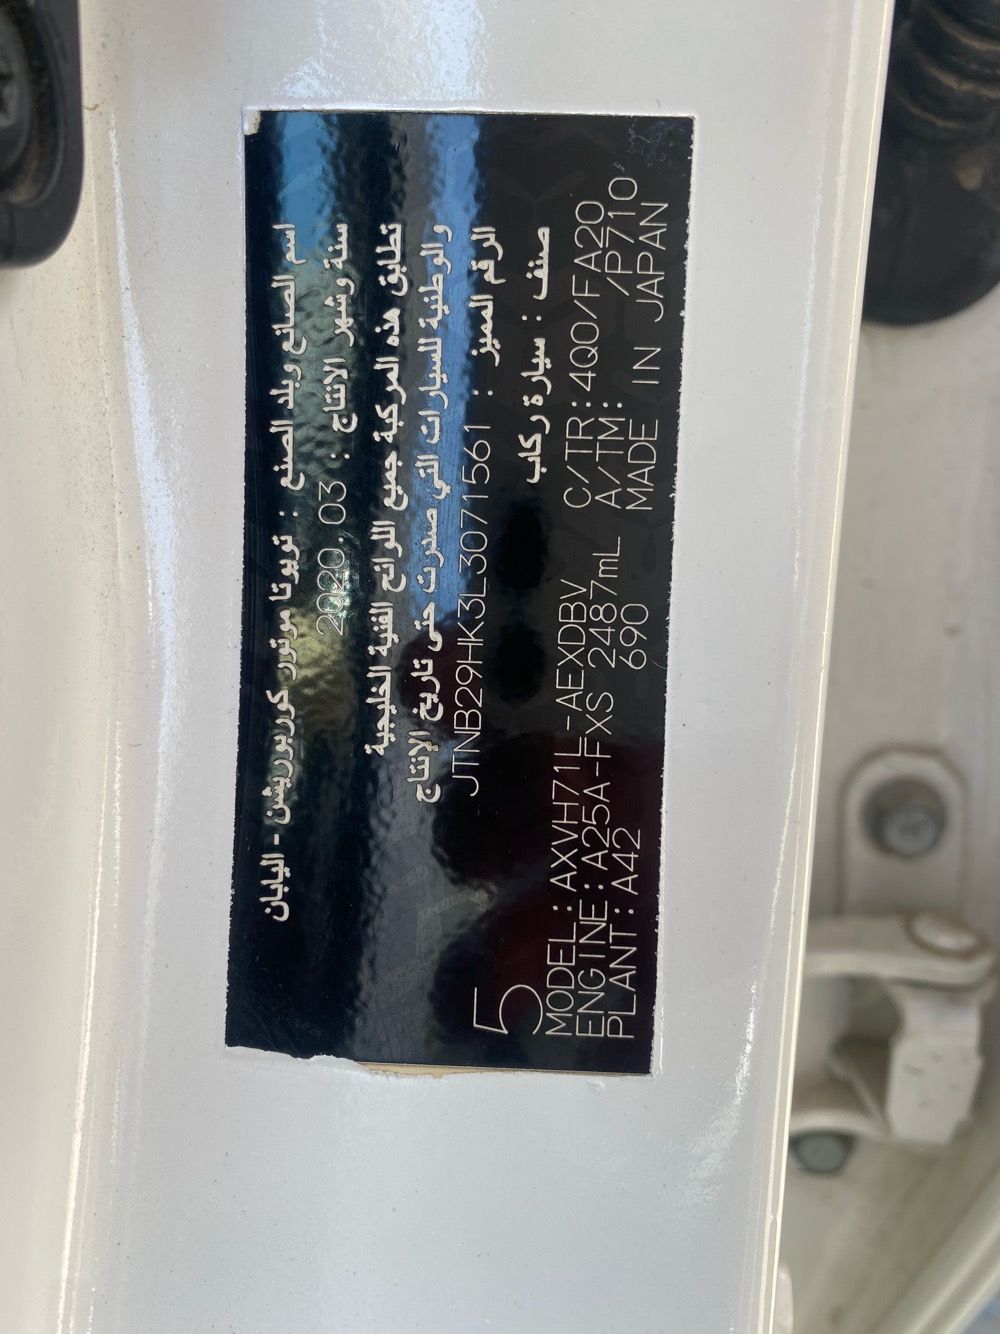 اسم الصانع وبلد الصنع : تويوتا موتور كوربوريشن - اليابان
سنة وشهر الانتاج : 2020.03
تطابق هذه المركبة جميع اللوائح الفنية الخليجية
والوطنية للسيارات التي صدرت حتى تاريخ الإنتاج
الرقم المميز : JTNB29HK3L3071561
صنف : سيارة ركاب
5
MODEL : AXVH71L-AEXDBV C/TR: 4Q0/FA20
ENGINE: A25A-FXS 2487mL A/TM: /P710
PLANT: A42 690 MADE IN JAPAN